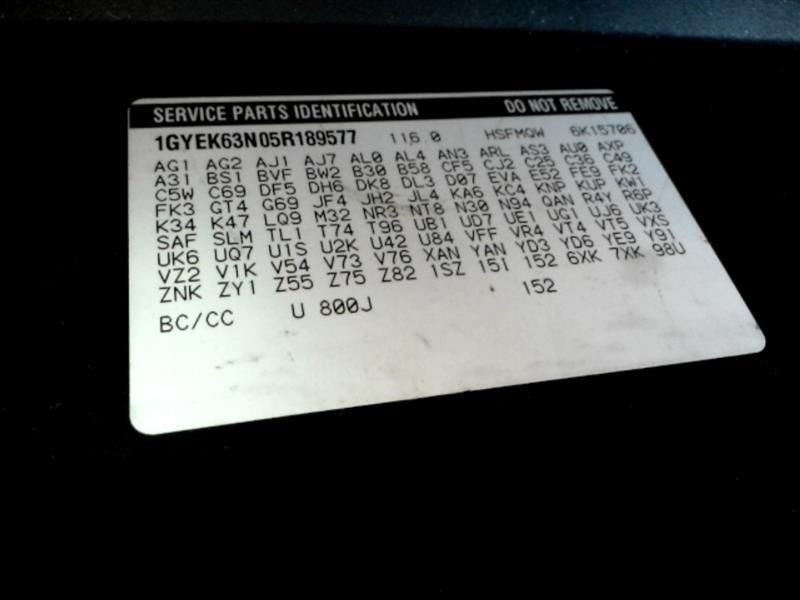 SERVICE PARTS IDENTIFICATION DO NOT REMOVE
1GYEK63N05R189577 116.0 HSFMQW 6K15706
AG1 AG2 AJ1 AJ7 AL0 AL4 AN3 ARL AS3 AU0 AXP
A31 BS1 BVF BW2 B30 B58 CF5 CJ2 C25 C36 C49
C5W C69 DF5 DH6 DK8 DL3 D07 EVA E52 FE9 FK2
FK3 GT4 G69 JF4 JH2 JL4 KA6 KC4 KNP KUP KW1
K34 K47 LQ9 M32 NR3 NT8 N30 N94 QAN R4Y R6P
SAF SLM TL1 T74 T96 UB1 UD7 UE1 UG1 UJ6 UK3
UK6 UQ7 U1S U2K U42 U84 VFF VR4 VT4 VT5 VXS
VZ2 V1K V54 V73 V76 XAN YAN YD3 YD6 YE9 Y91
ZNK ZY1 Z55 Z75 Z82 1SZ 15I 152 6XK 7XK 98U
BC/CC U 800J 152